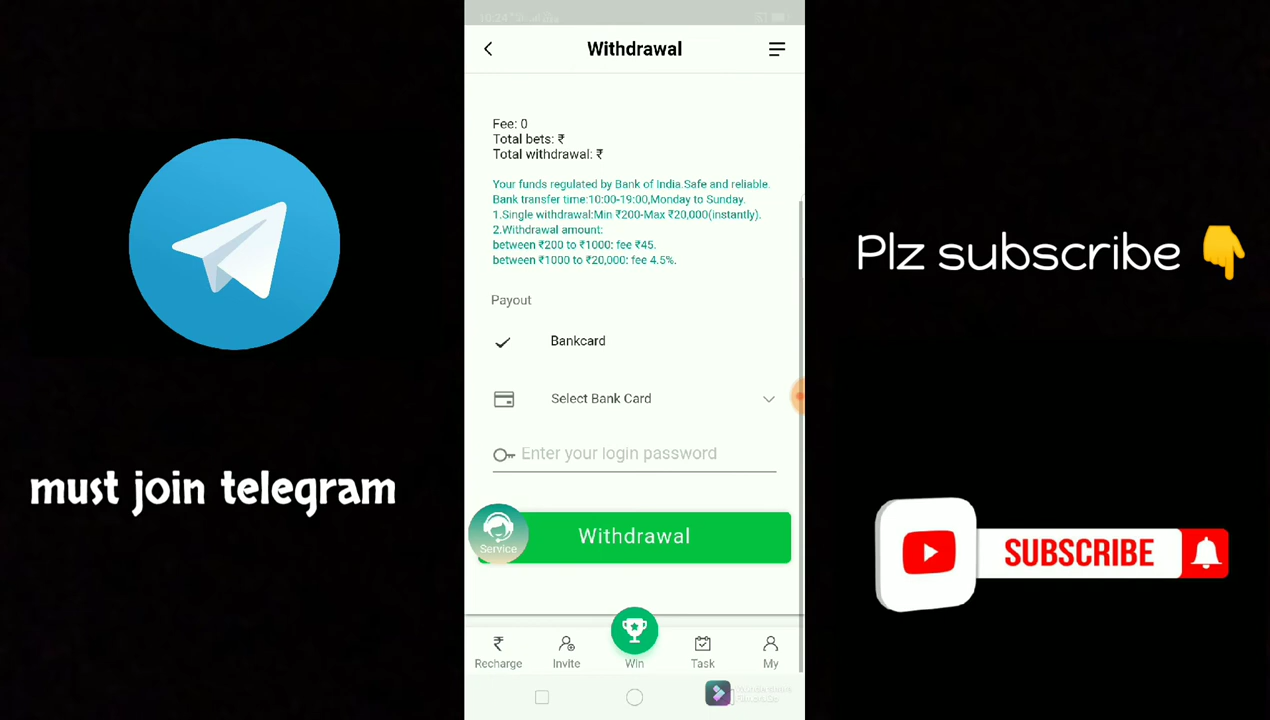 10:24
Withdrawal
Fee: 0
Total bets: ₹
Total withdrawal: ₹
Your funds regulated by Bank of India.Safe and reliable.
Bank transfer time:10:00-19:00,Monday to Sunday.
1.Single withdrawal:Min ₹200-Max ₹20,000(instantly).
2.Withdrawal amount:
between ₹200 to ₹1000: fee ₹45.
between ₹1000 to ₹20,000: fee 4.5%.
Payout
Bankcard
Select Bank Card
Enter your login password
Service
Withdrawal
Recharge
Invite
Win
Task
My
must join telegram
Plz subscribe 👇
SUBSCRIBE